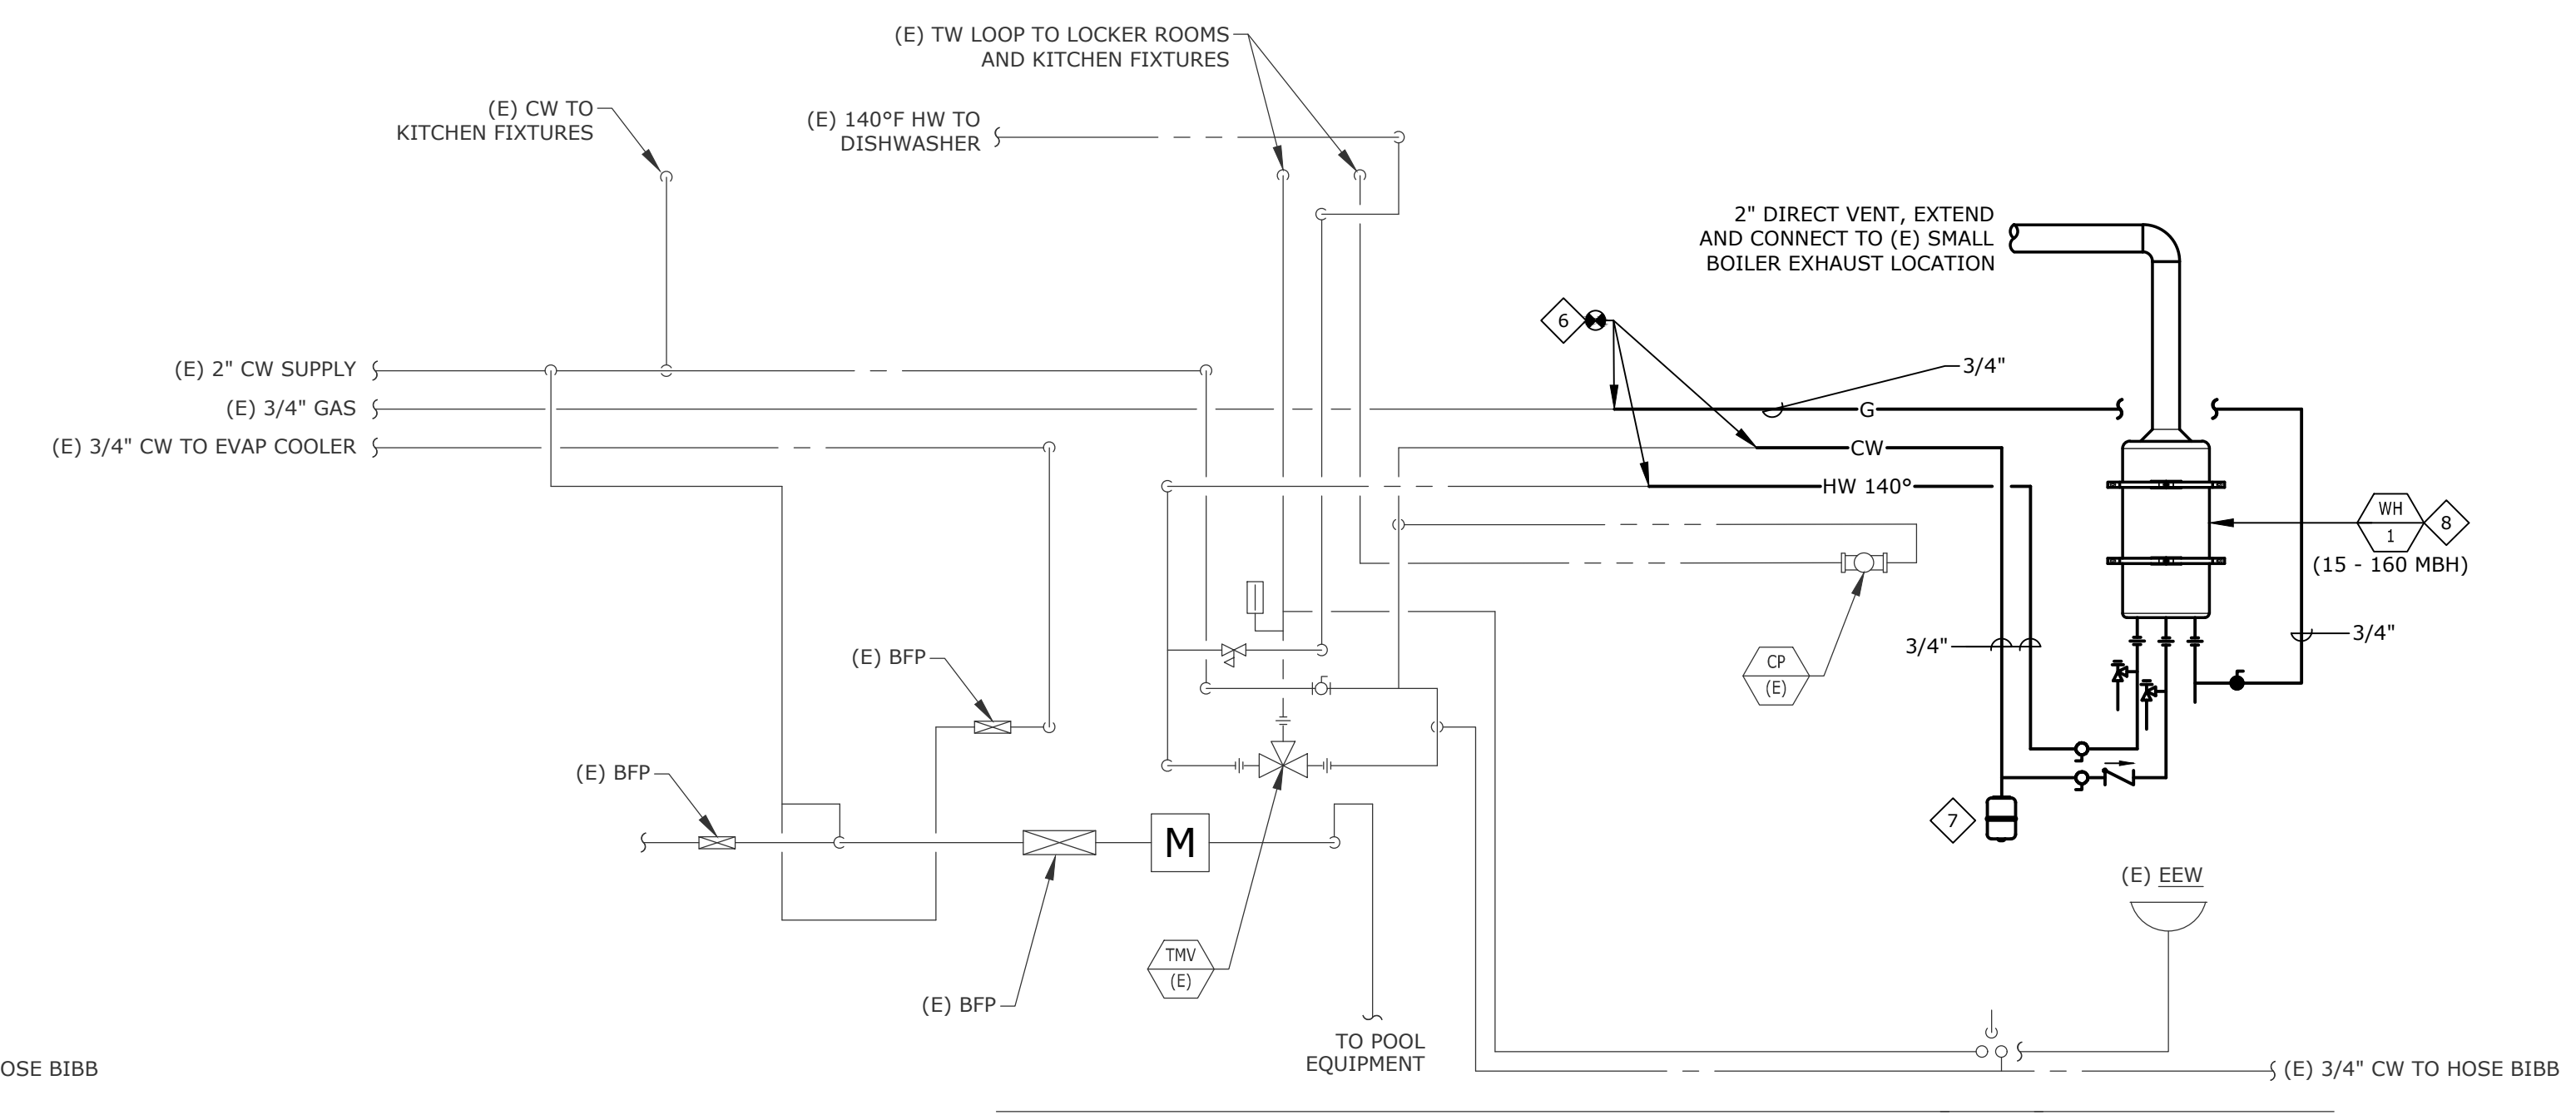 (E) TW LOOP TO LOCKER ROOMS
AND KITCHEN FIXTURES
(E) CW TO
KITCHEN FIXTURES
(E) 140°F HW TO
DISHWASHER
2" DIRECT VENT, EXTEND
AND CONNECT TO (E) SMALL
BOILER EXHAUST LOCATION
6
(E) 2" CW SUPPLY
3/4"
(E) 3/4" GAS
G
(E) 3/4" CW TO EVAP COOLER
CW
HW 140°
WH
1
8
(15 - 160 MBH)
3/4"
3/4"
(E) BFP
CP
(E)
(E) BFP
7
M
(E) EEW
TMV
(E)
(E) BFP
TO POOL
EQUIPMENT
OSE BIBB
(E) 3/4" CW TO HOSE BIBB